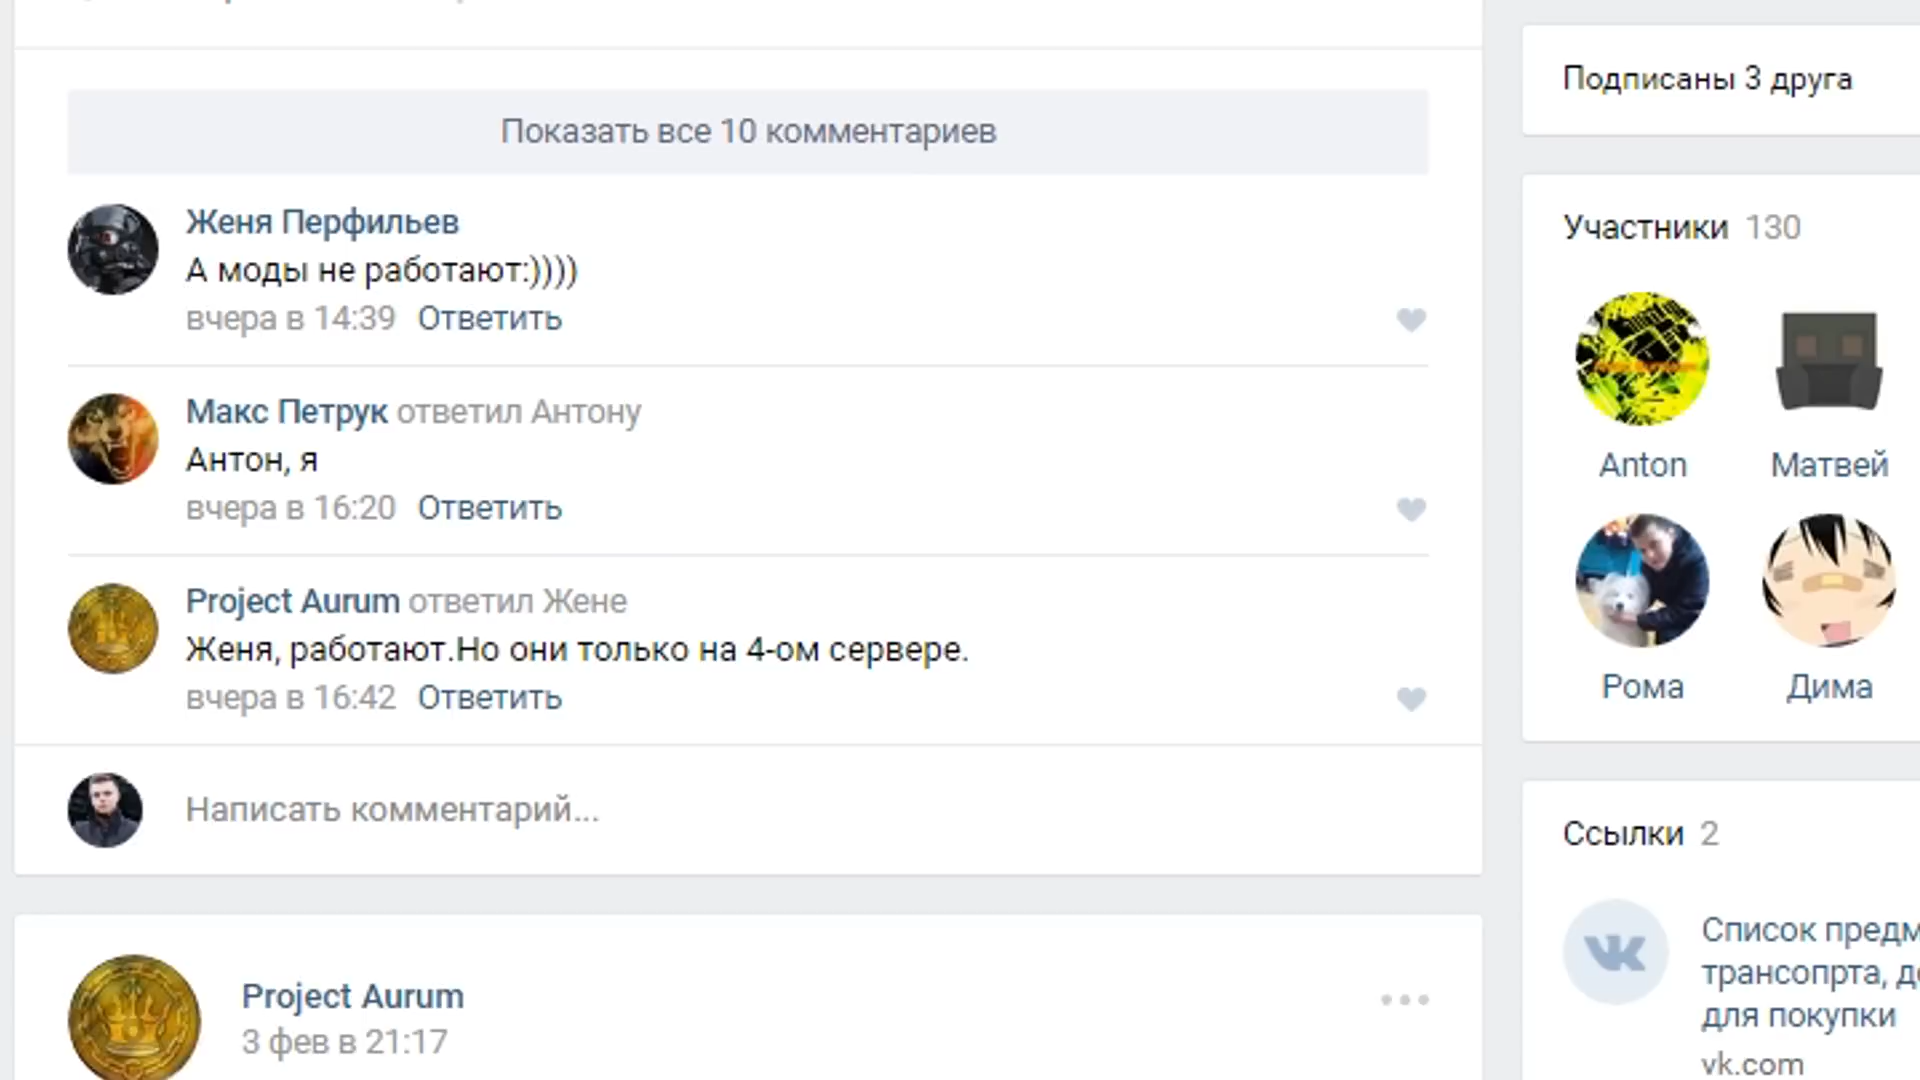 Показать все 10 комментариев
Женя Перфильев
А моды не работают:))))
вчера в 14:39 Ответить
Макс Петрук ответил Антону
Антон, я
вчера в 16:20 Ответить
Project Aurum ответил Жене
Женя, работают.Но они только на 4-ом сервере.
вчера в 16:42 Ответить
Написать комментарий...
Project Aurum
3 фев в 21:17
Подписаны 3 друга
Участники 130
Anton Матвей
Рома Дима
Ссылки 2
Список предм
трансопрта, де
для покупки
vk.com